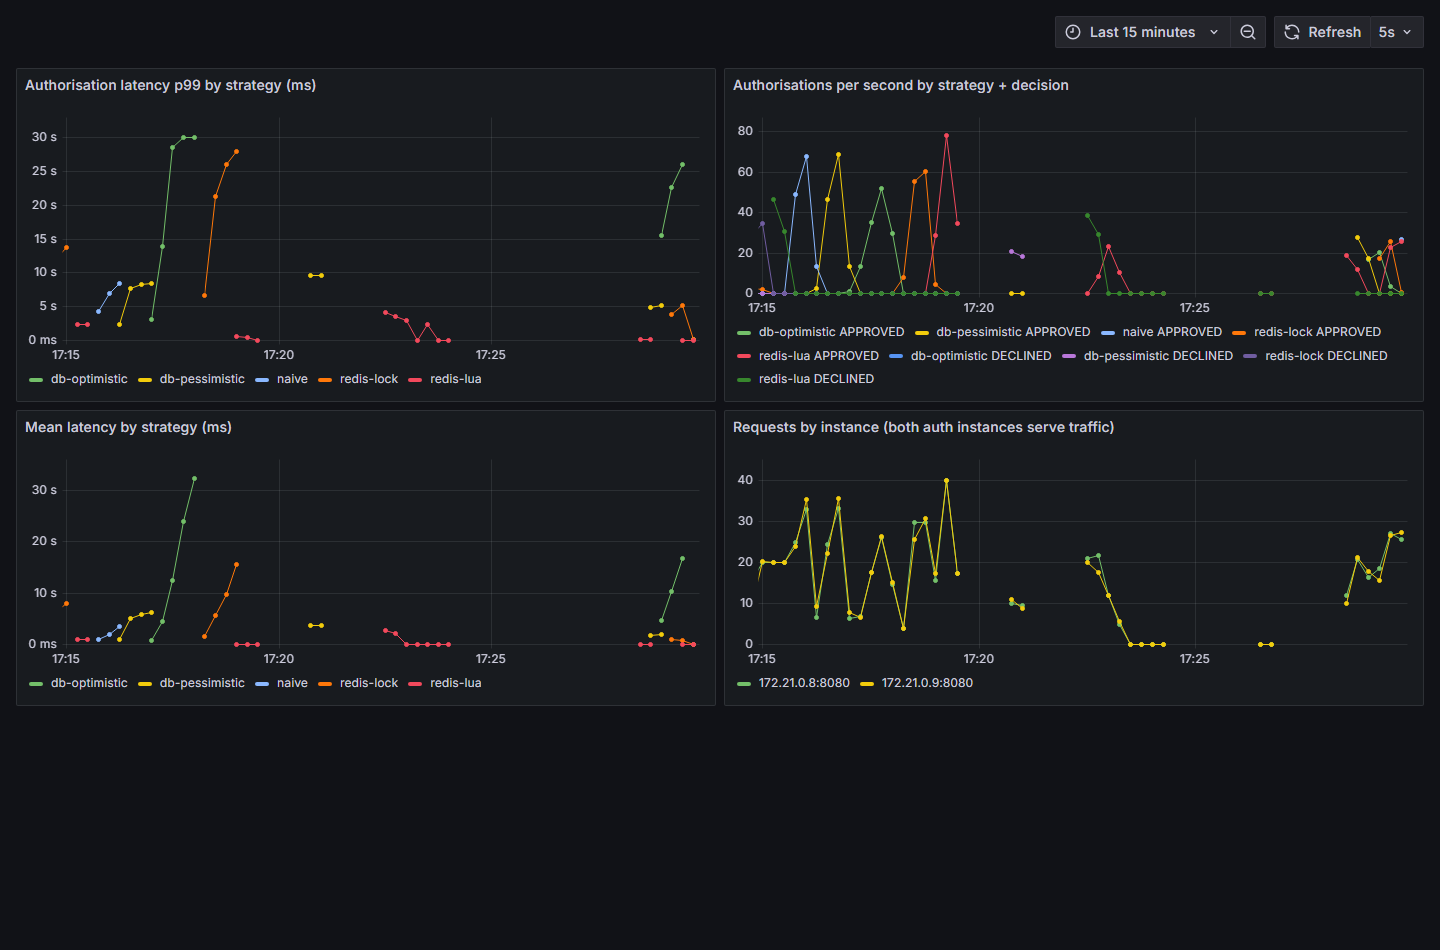 Last 15 minutes Refresh 5s
Authorisation latency p99 by strategy (ms)
30 s
25 s
20 s
15 s
10 s
5 s
0 ms
17:15 17:20 17:25
db-optimistic db-pessimistic naive redis-lock redis-lua
Authorisations per second by strategy + decision
80
60
40
20
0
17:15 17:20 17:25
db-optimistic APPROVED db-pessimistic APPROVED naive APPROVED redis-lock APPROVED
redis-lua APPROVED db-optimistic DECLINED db-pessimistic DECLINED redis-lock DECLINED
redis-lua DECLINED
Mean latency by strategy (ms)
30 s
20 s
10 s
0 ms
17:15 17:20 17:25
db-optimistic db-pessimistic naive redis-lock redis-lua
Requests by instance (both auth instances serve traffic)
40
30
20
10
0
17:15 17:20 17:25
172.21.0.8:8080 172.21.0.9:8080